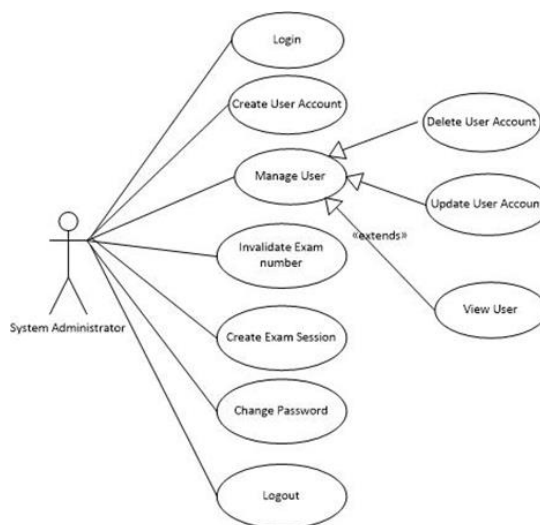 Login
Create User Account
Delete User Account
Manage User
Update User Account
«extends»
Invalidate Exam
number
View User
System Administrator
Create Exam Session
Change Password
Logout